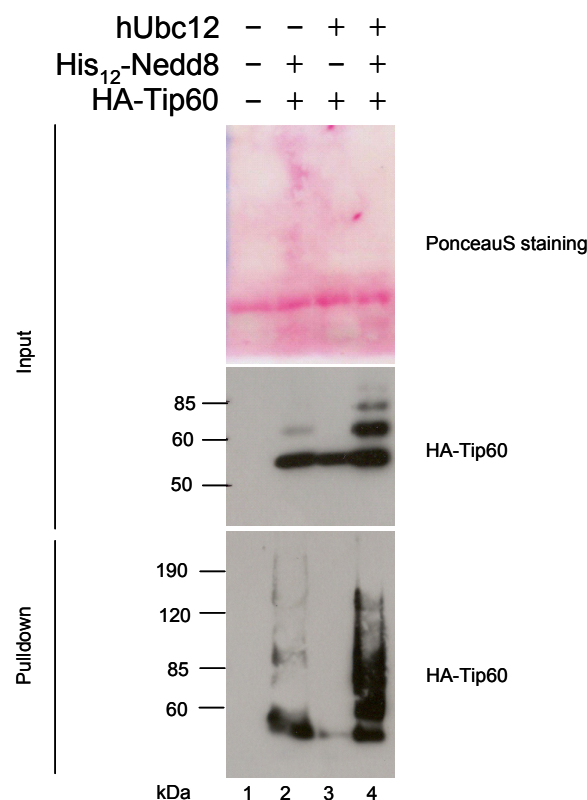 hUbc12 – – + +
His12-Nedd8 – + – +
HA-Tip60 – + + +
PonceauS staining
Input
85
60
50
HA-Tip60
Pulldown
190
120
85
60
HA-Tip60
kDa 1 2 3 4